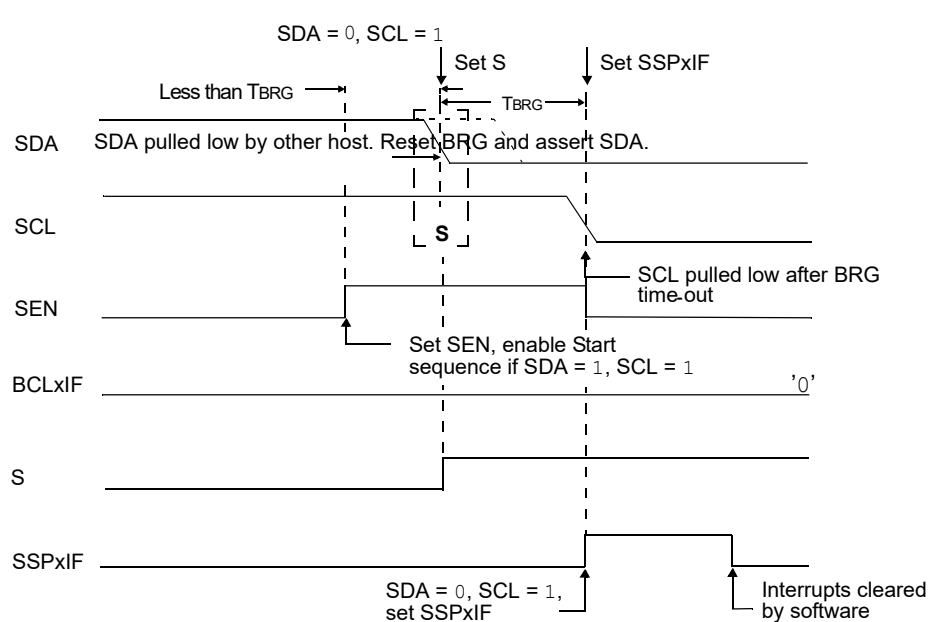 SDA = 0, SCL = 1
Set S
Set SSPxIF
Less than TBRG
TBRG
SDA
SDA pulled low by other host. Reset BRG and assert SDA.
SCL
S
SCL pulled low after BRG
time-out
SEN
Set SEN, enable Start
sequence if SDA = 1, SCL = 1
BCLxIF
'0'
S
SSPxIF
SDA = 0, SCL = 1,
set SSPxIF
Interrupts cleared
by software